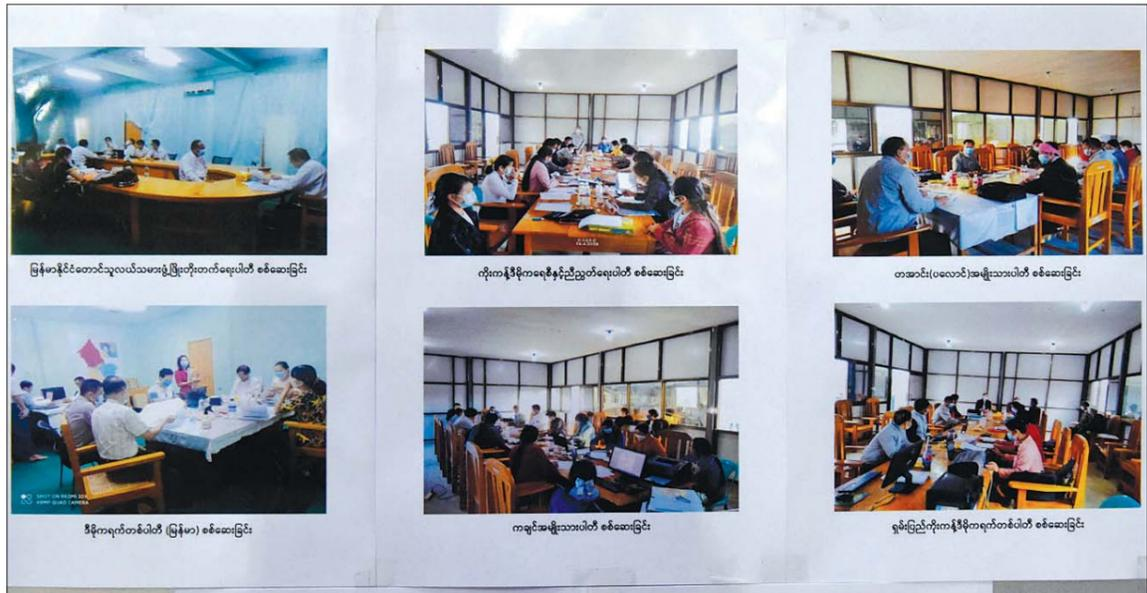 မြန်မာနိုင်ငံတောင်သူလယ်သမားဖွံ့ဖြိုးတိုးတက်ရေးပါတီ စစ်ဆေးခြင်း
ကိုးကန့်ဒီမိုကရေစီနှင့်ညီညွတ်ရေးပါတီ စစ်ဆေးခြင်း
တအာင်း(ပလောင်)အမျိုးသားပါတီ စစ်ဆေးခြင်း
SHOT ON REDMI
48MP QUAD CAMERA
ဒီမိုကရက်တစ်ပါတီ (မြန်မာ) စစ်ဆေးခြင်း
ကချင်အမျိုးသားပါတီ စစ်ဆေးခြင်း
ရှမ်းပြည်ကိုးကန့်ဒီမိုကရက်တစ်ပါတီ စစ်ဆေးခြင်း